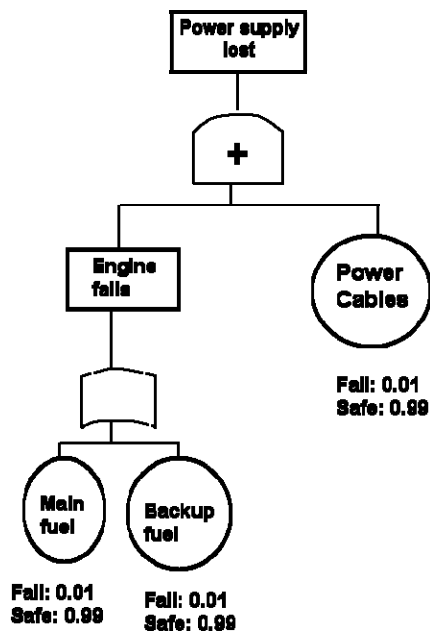 Power supply
lost
+
Engine
fails
Power
Cables
Fail: 0.01
Safe: 0.99
Main
fuel
Backup
fuel
Fail: 0.01
Safe: 0.99
Fail: 0.01
Safe: 0.99